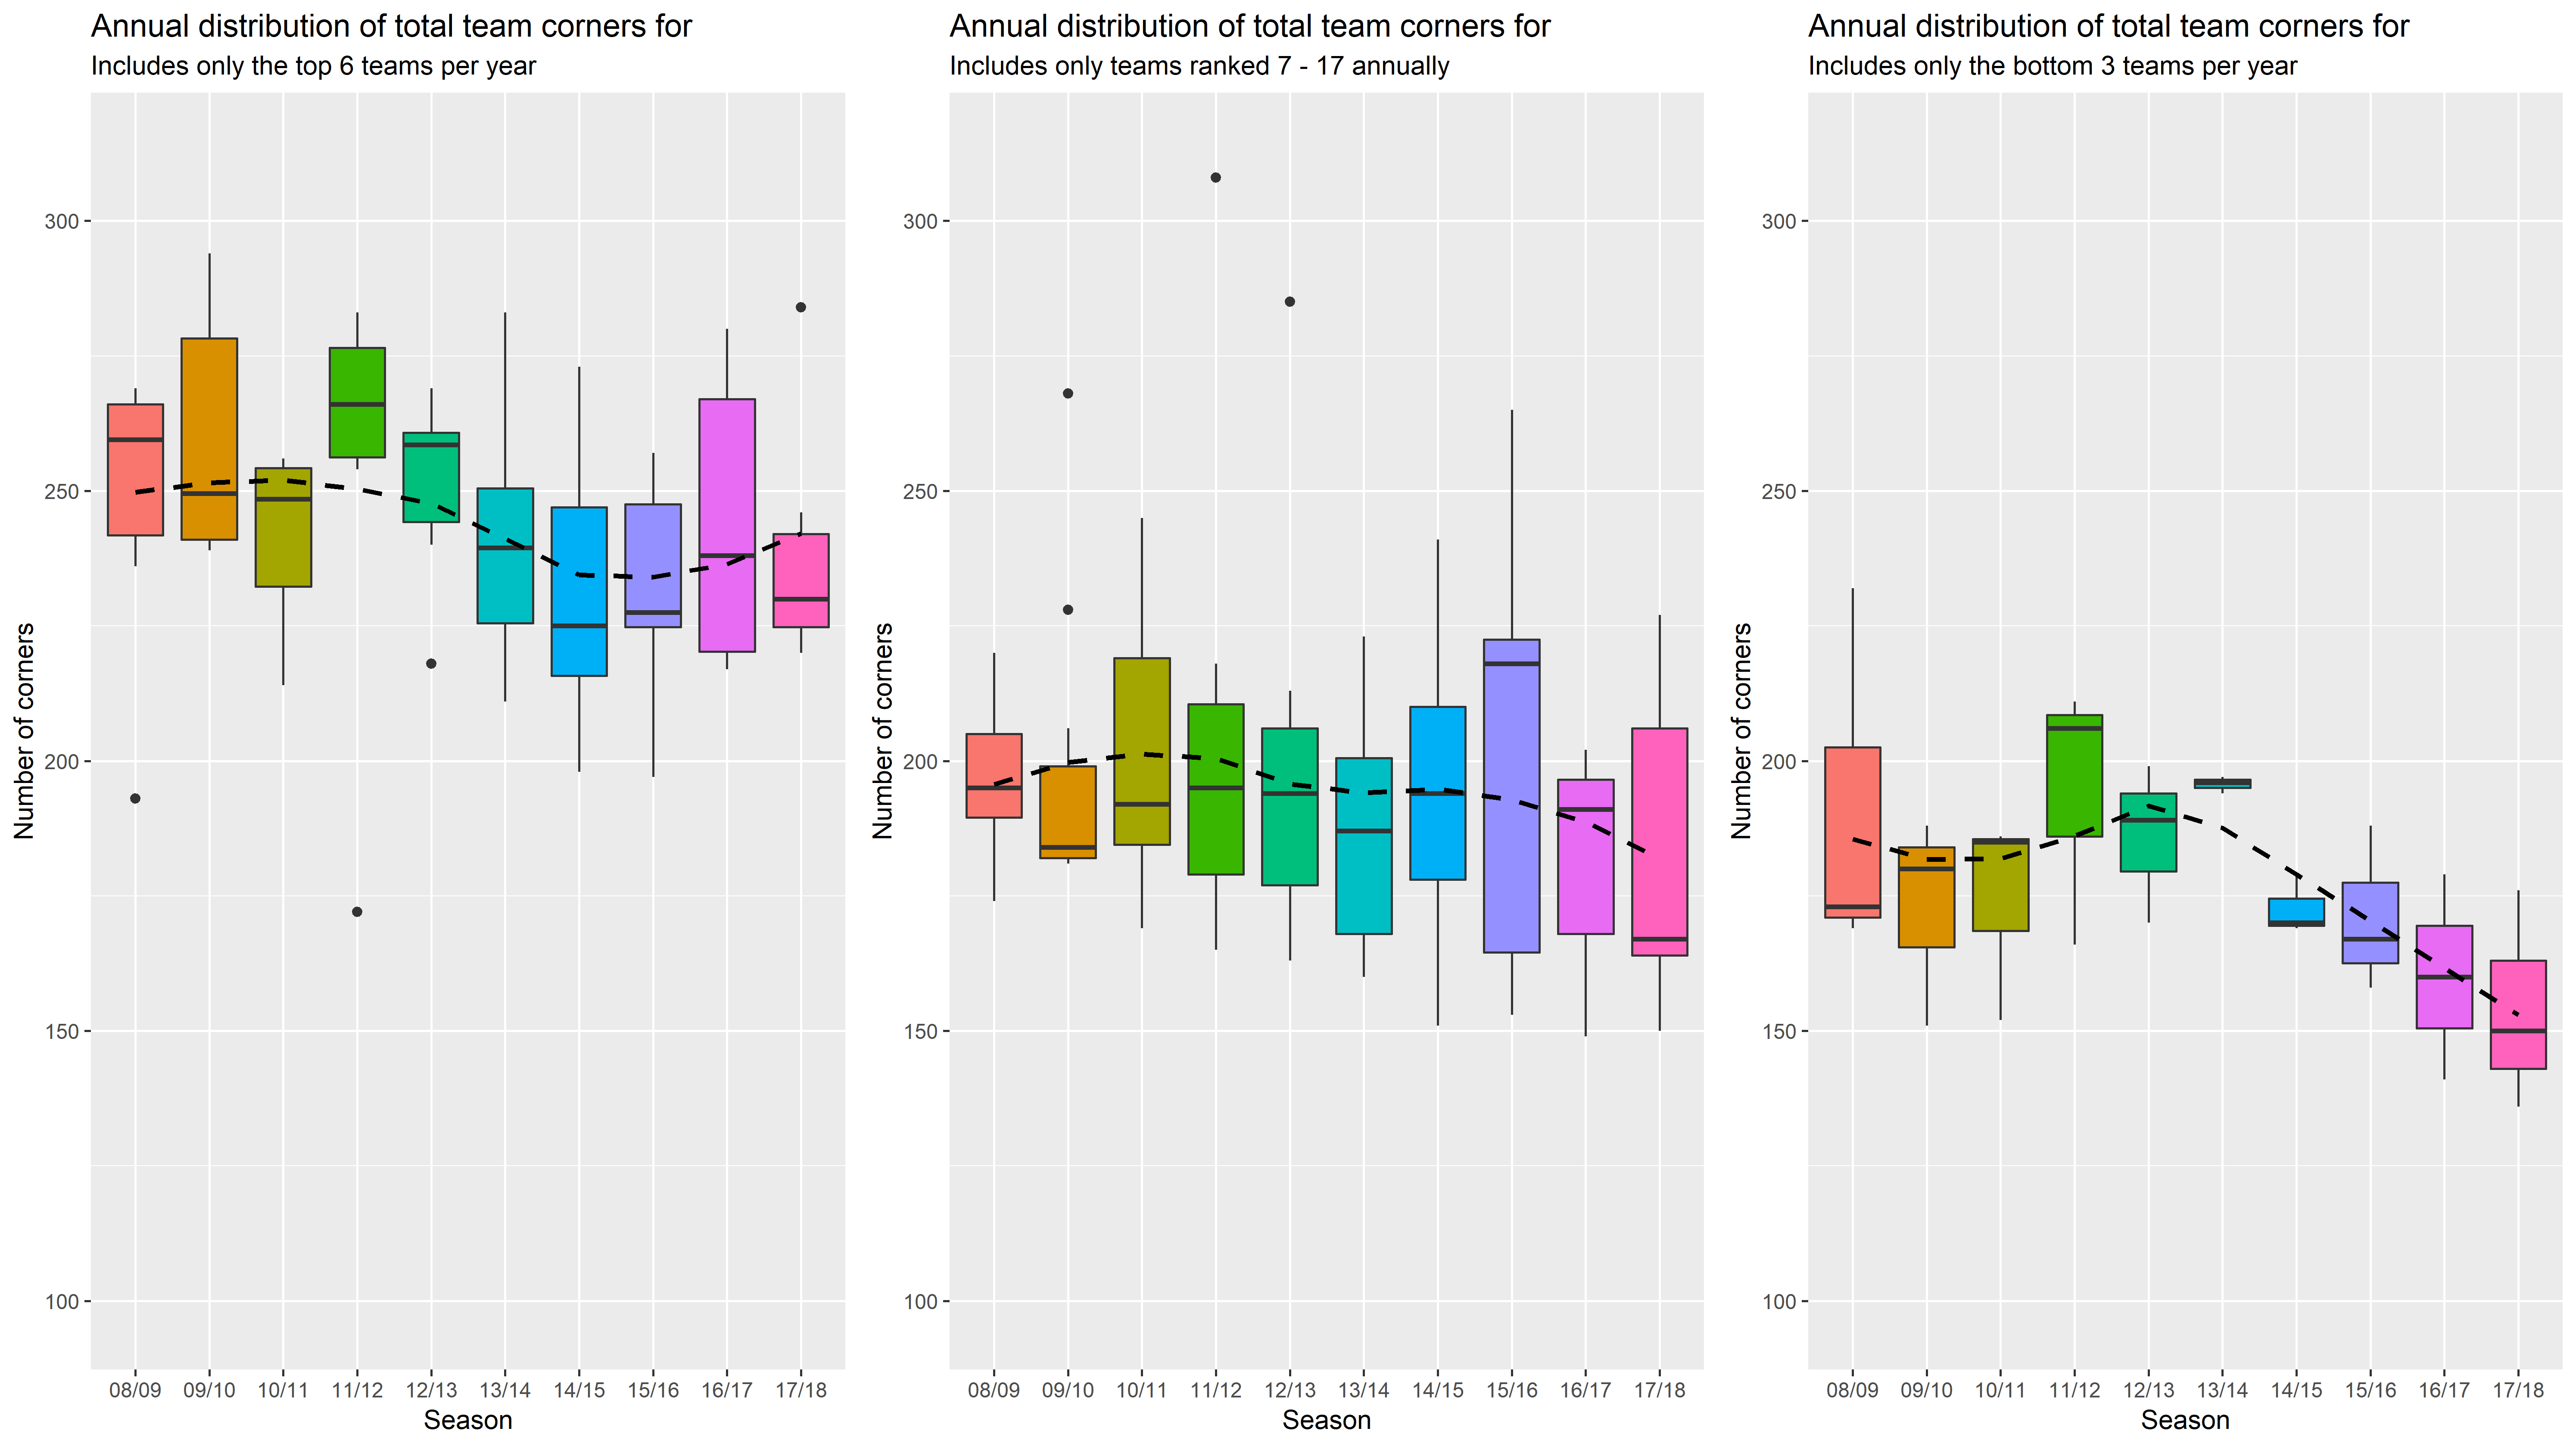 Annual distribution of total team corners for
Includes only the top 6 teams per year
Number of corners
300
250
200
150
100
08/09 09/10 10/11 11/12 12/13 13/14 14/15 15/16 16/17 17/18
Season
Annual distribution of total team corners for
Includes only teams ranked 7 - 17 annually
Number of corners
300
250
200
150
100
08/09 09/10 10/11 11/12 12/13 13/14 14/15 15/16 16/17 17/18
Season
Annual distribution of total team corners for
Includes only the bottom 3 teams per year
Number of corners
300
250
200
150
100
08/09 09/10 10/11 11/12 12/13 13/14 14/15 15/16 16/17 17/18
Season